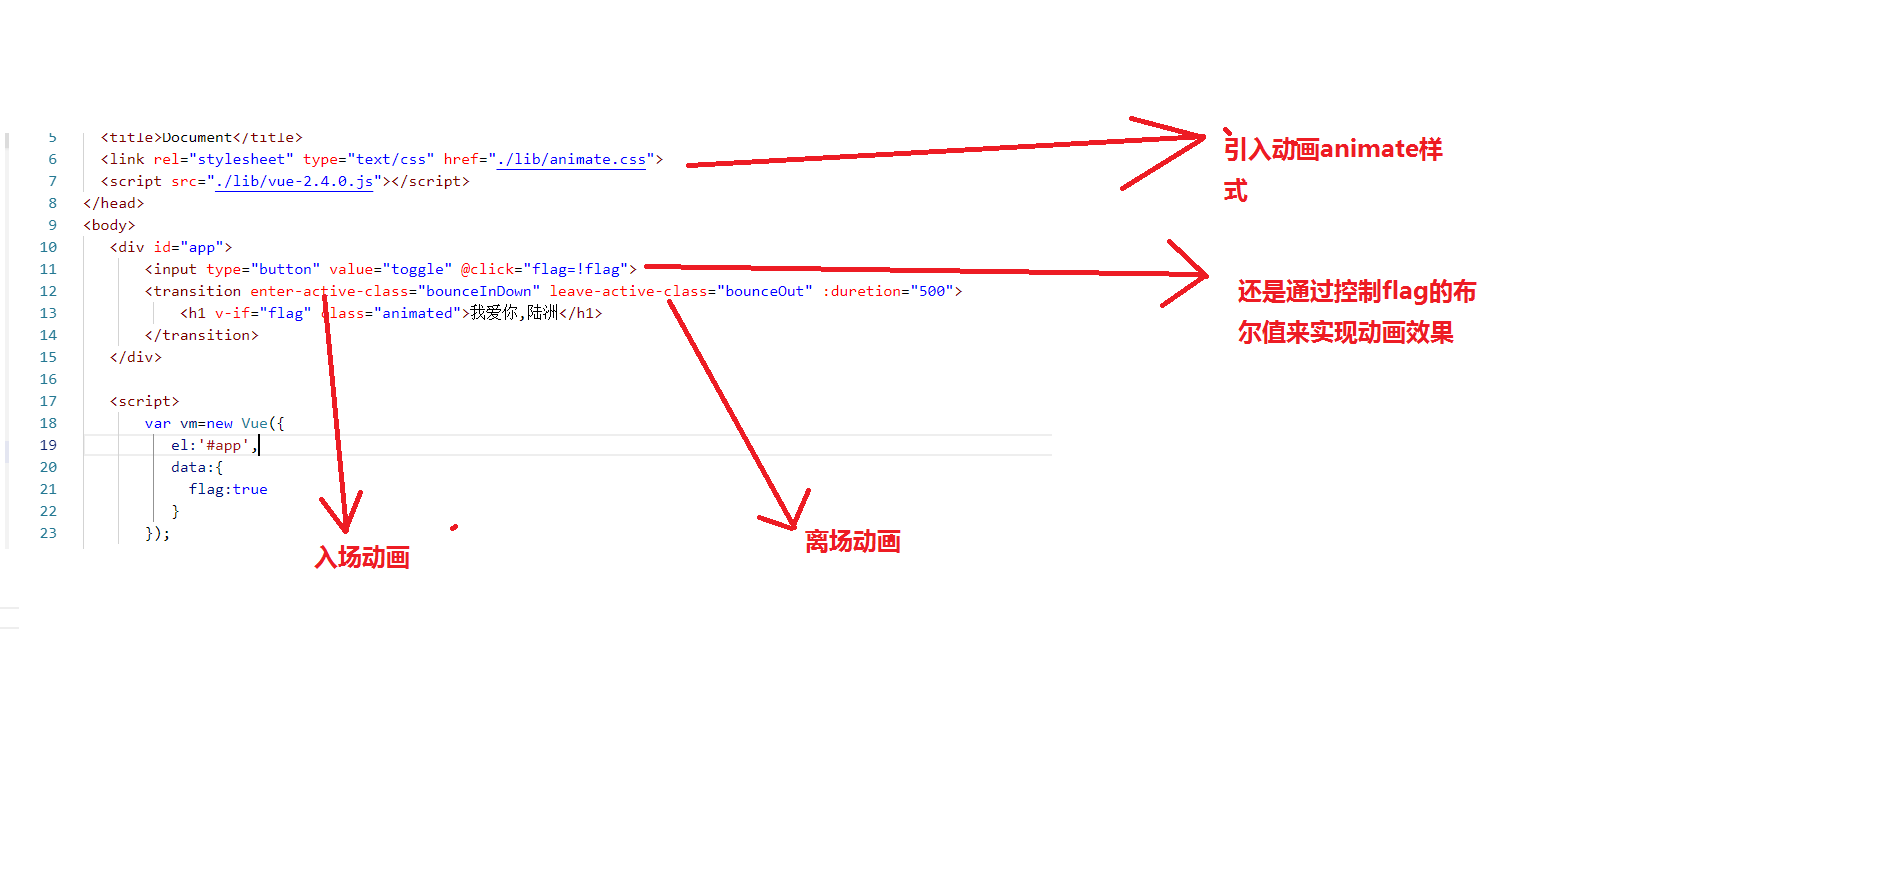 5 <title>Document</title>
6 <link rel="stylesheet" type="text/css" href="./lib/animate.css">
7 <script src="./lib/vue-2.4.0.js"></script>
8 </head>
9 <body>
10 <div id="app">
11 <input type="button" value="toggle" @click="flag=!flag">
12 <transition enter-active-class="bounceInDown" leave-active-class="bounceOut" :duretion="500">
13 <h1 v-if="flag" class="animated">我爱你,陆洲</h1>
14 </transition>
15 </div>
16
17 <script>
18 var vm=new Vue({
19 el:'#app',
20 data:{
21 flag:true
22 }
23 });
引入动画animate样
式
还是通过控制flag的布
尔值来实现动画效果
入场动画
离场动画